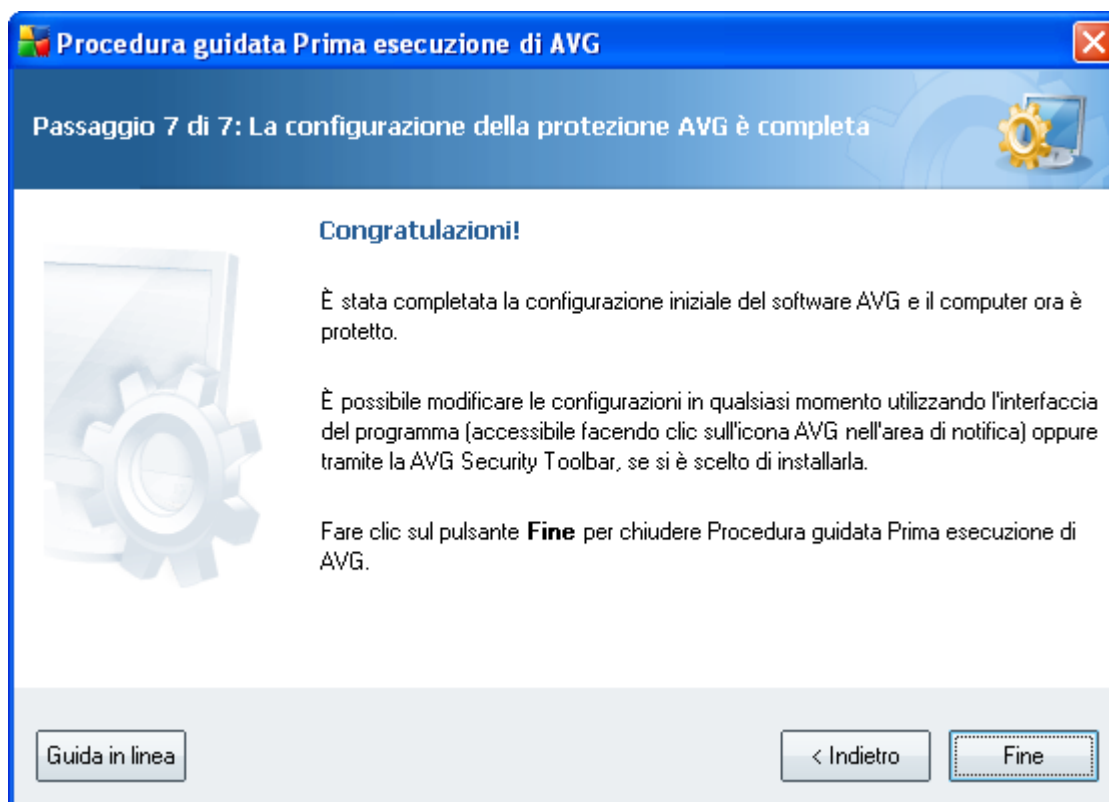 Procedura guidata Prima esecuzione di AVG
Passaggio 7 di 7: La configurazione della protezione AVG è completa
Congratulazioni!
È stata completata la configurazione iniziale del software AVG e il computer ora è
protetto.
È possibile modificare le configurazioni in qualsiasi momento utilizzando l'interfaccia
del programma (accessibile facendo clic sull'icona AVG nell'area di notifica) oppure
tramite la AVG Security Toolbar, se si è scelto di installarla.
Fare clic sul pulsante Fine per chiudere Procedura guidata Prima esecuzione di
AVG.
Guida in linea
< Indietro
Fine